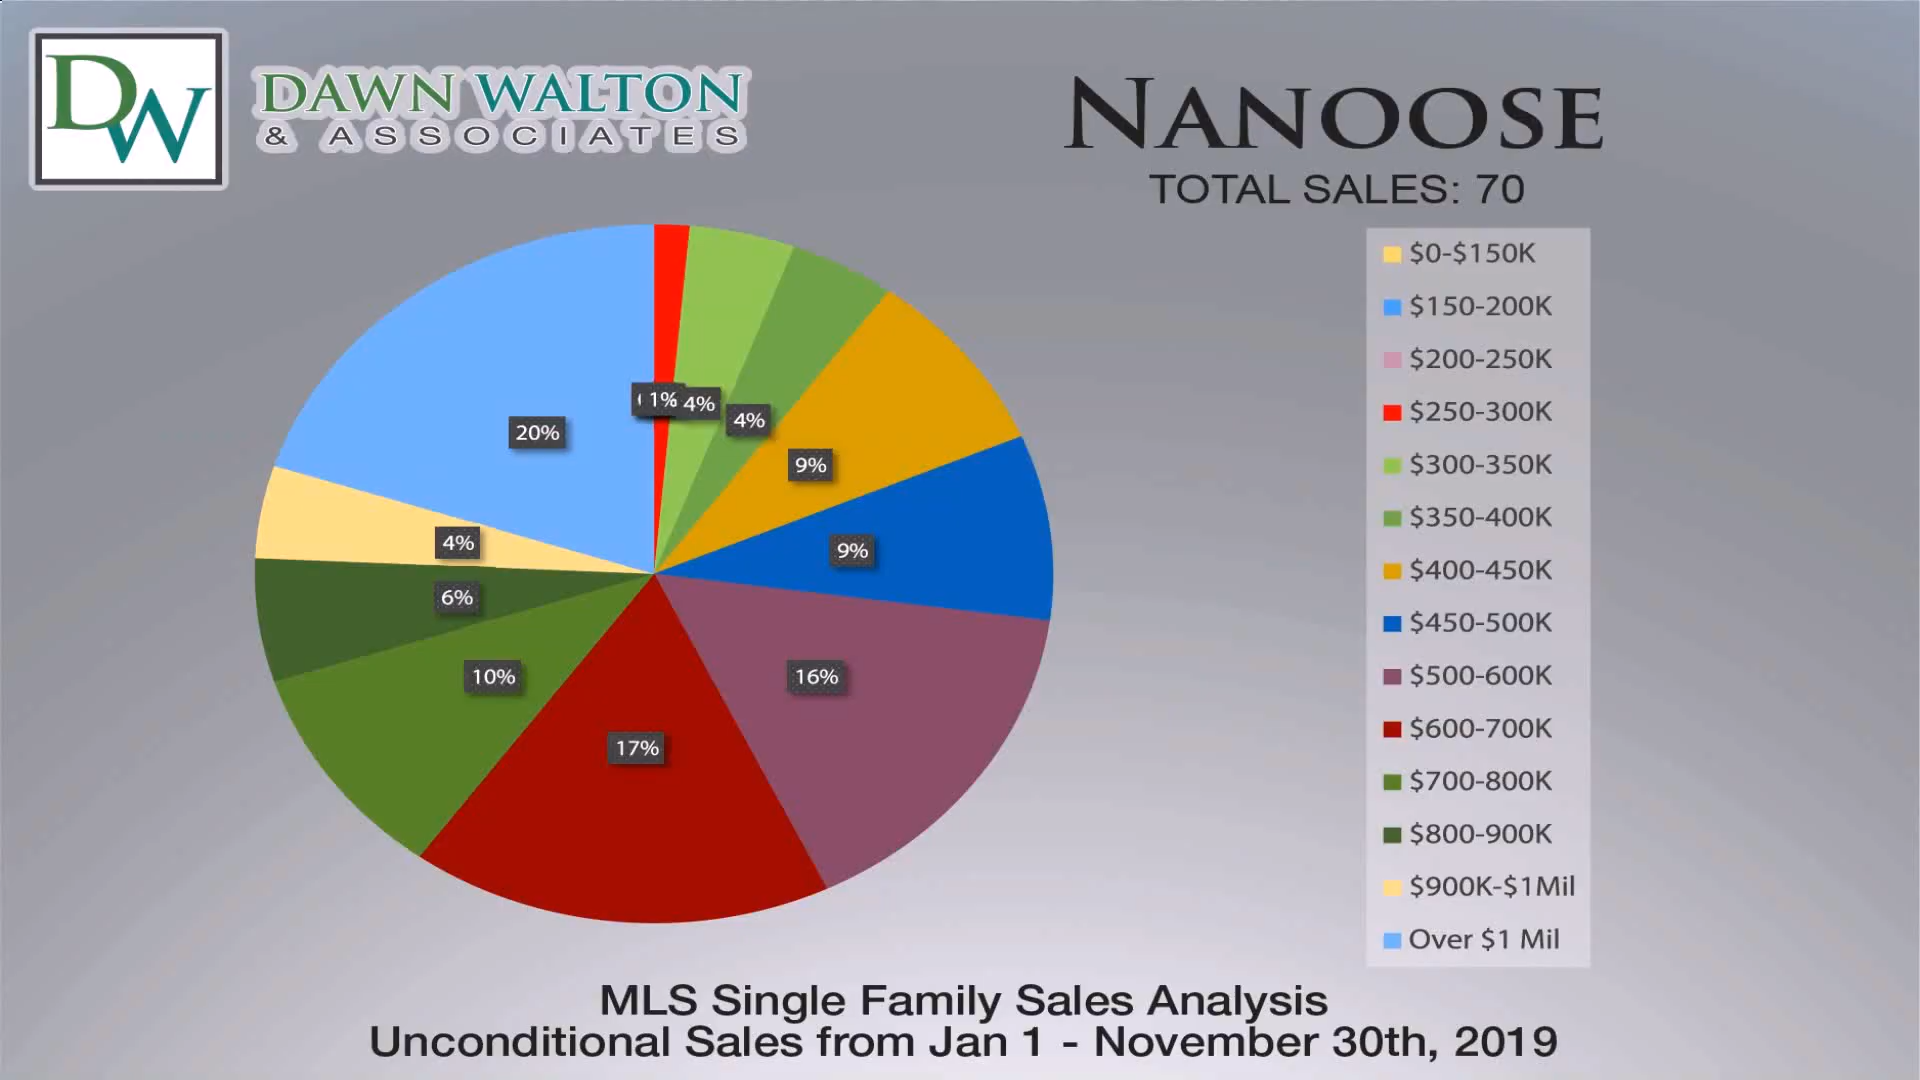 DW
DAWN WALTON
& ASSOCIATES
NANOOSE
TOTAL SALES: 70
1%
4%
4%
9%
9%
16%
17%
10%
6%
4%
20%
$0-$150K
$150-200K
$200-250K
$250-300K
$300-350K
$350-400K
$400-450K
$450-500K
$500-600K
$600-700K
$700-800K
$800-900K
$900K-$1Mil
Over $1 Mil
MLS Single Family Sales Analysis
Unconditional Sales from Jan 1 - November 30th, 2019